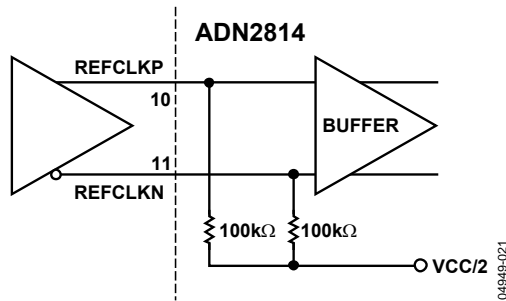 ADN2814
REFCLKP
10
BUFFER
11
REFCLKN
100kΩ
100kΩ
VCC/2
04949-021